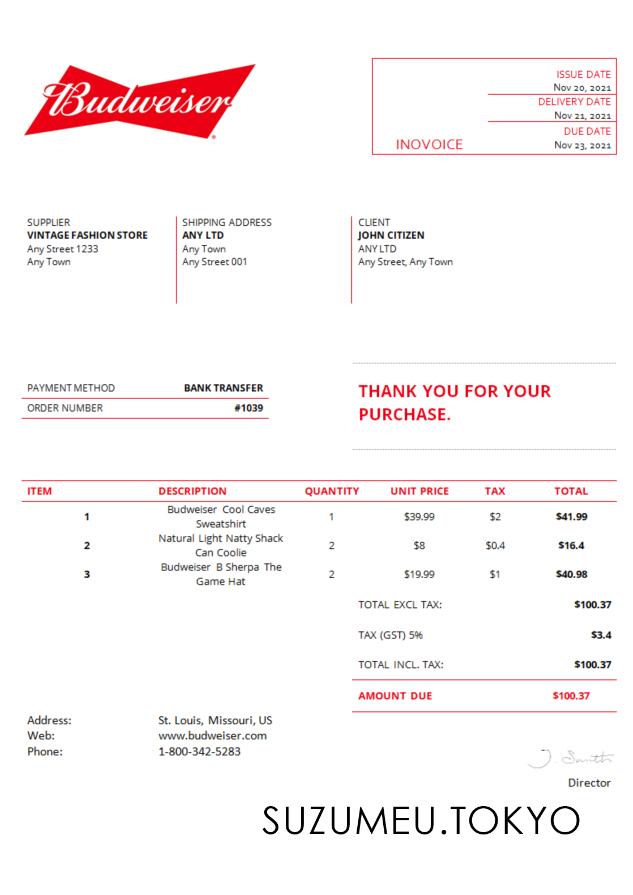 Budweiser
ISSUE DATE
Nov 20, 2021
DELIVERY DATE
Nov 21, 2021
DUE DATE
INOVOICE Nov 23, 2021
SUPPLIER SHIPPING ADDRESS CLIENT
VINTAGE FASHION STORE ANY LTD JOHN CITIZEN
Any Street 1233 Any Town ANY LTD
Any Town Any Street 001 Any Street, Any Town
PAYMENT METHOD BANK TRANSFER
ORDER NUMBER #1039
THANK YOU FOR YOUR
PURCHASE.
ITEM DESCRIPTION QUANTITY UNIT PRICE TAX TOTAL
1 Budweiser Cool Caves Sweatshirt 1 $39.99 $2 $41.99
2 Natural Light Natty Shack Can Coolie 2 $8 $0.4 $16.4
3 Budweiser B Sherpa The Game Hat 2 $19.99 $1 $40.98
TOTAL EXCL TAX: $100.37
TAX (GST) 5% $3.4
TOTAL INCL. TAX: $100.37
AMOUNT DUE $100.37
Address: St. Louis, Missouri, US
Web: www.budweiser.com
Phone: 1-800-342-5283
Director
SUZUMEU.TOKYO